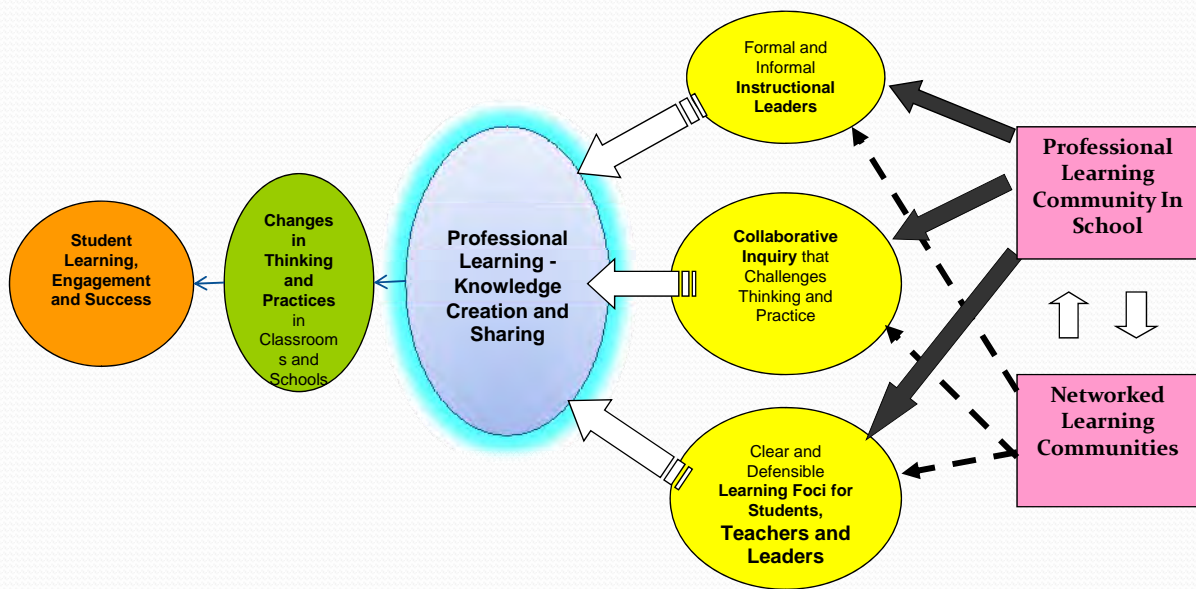 Student
Learning,
Engagement
and Success
Changes
in
Thinking
and
Practices
in
Classroom
s and
Schools
Professional
Learning -
Knowledge
Creation and
Sharing
Formal and
Informal
Instructional
Leaders
Collaborative
Inquiry that
Challenges
Thinking and
Practice
Clear and
Defensible
Learning Foci for
Students,
Teachers and
Leaders
Professional
Learning
Community In
School
Networked
Learning
Communities